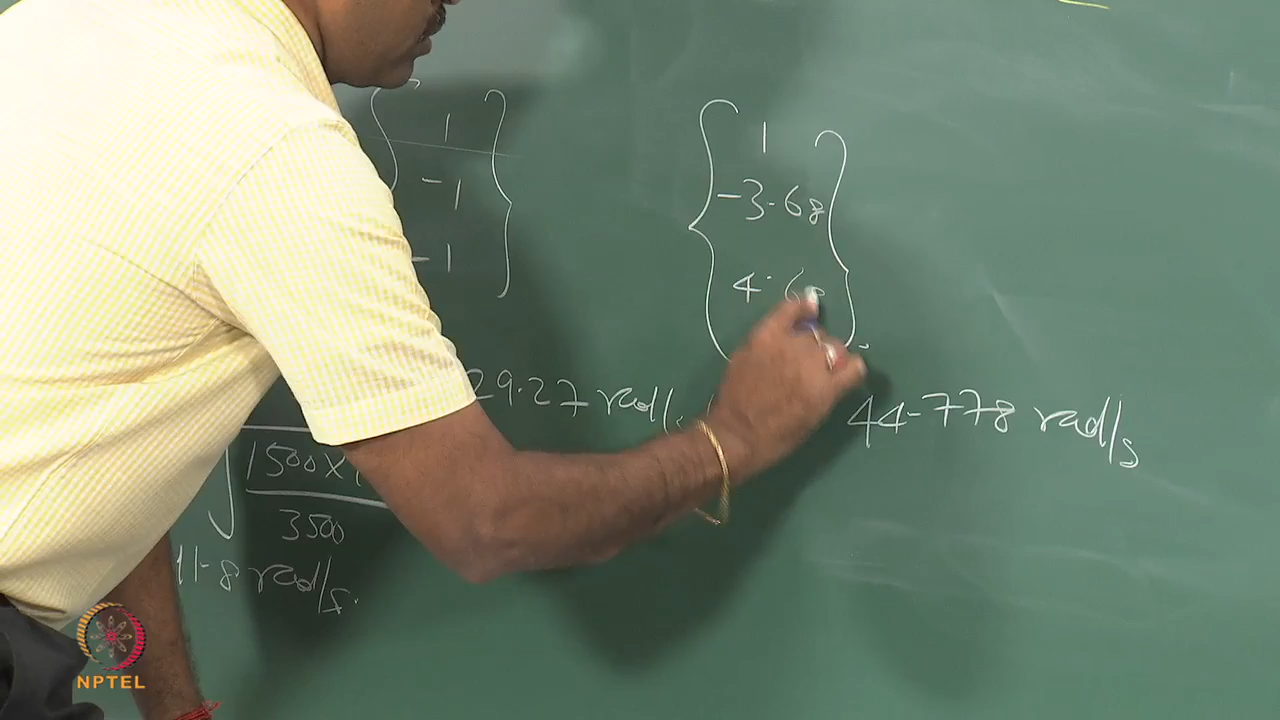 1
-1
-1
1
-3.68
4.68
29.27 rad/s
44.778 rad/s
1500 X
3500
11.8 rad/s.
NPTEL